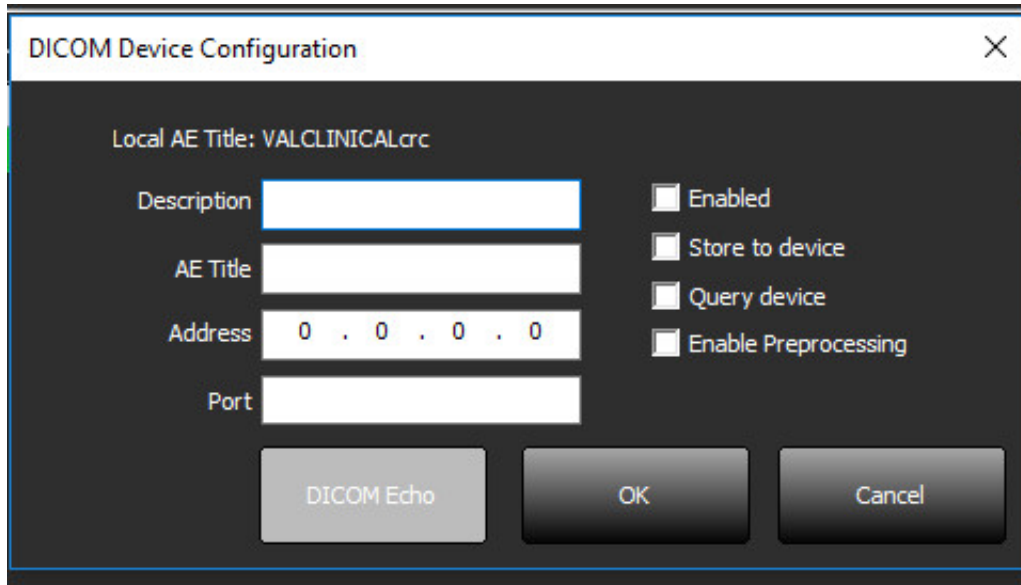 DICOM Device Configuration
Local AE Title: VALCLINICALcrc
Description
Enabled
Store to device
AE Title
Query device
Address 0 . 0 . 0 . 0
Enable Preprocessing
Port
DICOM Echo OK Cancel